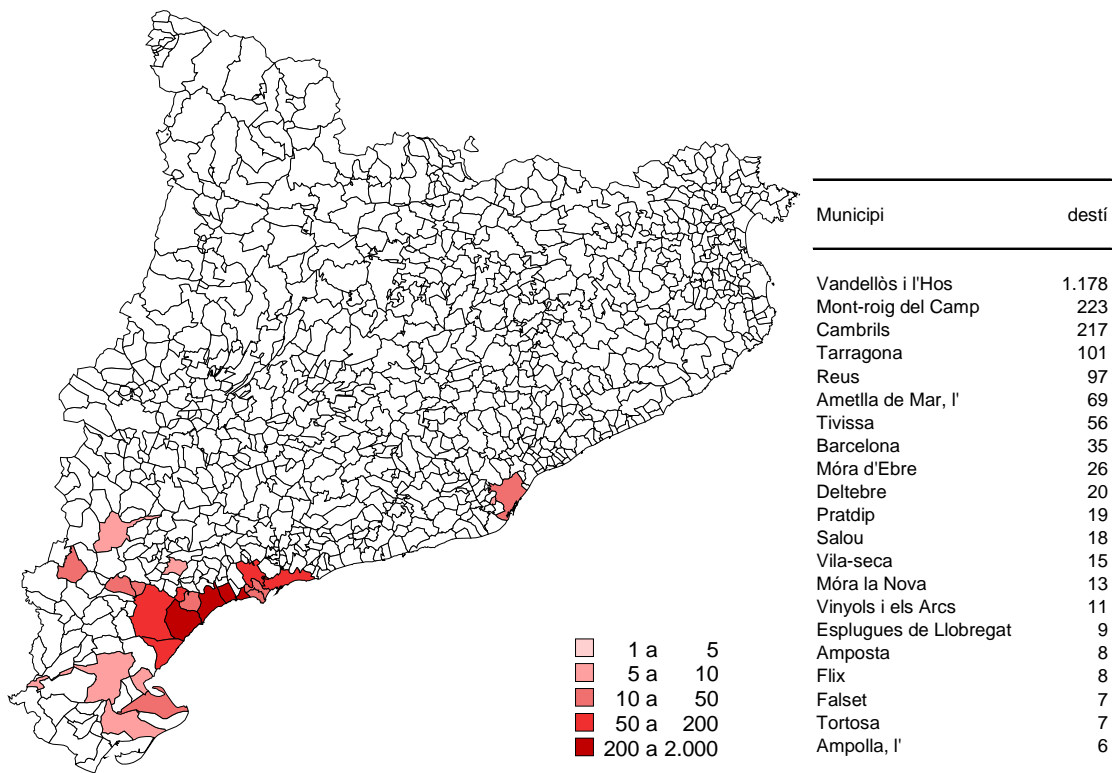 Municipi destí
Vandellòs i l'Hos 1.178
Mont-roig del Camp 223
Cambrils 217
Tarragona 101
Reus 97
Ametlla de Mar, l' 69
Tivissa 56
Barcelona 35
Móra d'Ebre 26
Deltebre 20
Pratdip 19
Salou 18
Vila-seca 15
Móra la Nova 13
Vinyols i els Arcs 11
Esplugues de Llobregat 9
Amposta 8
Flix 8
Falset 7
Tortosa 7
Ampolla, l' 6
1 a 5
5 a 10
10 a 50
50 a 200
200 a 2.000